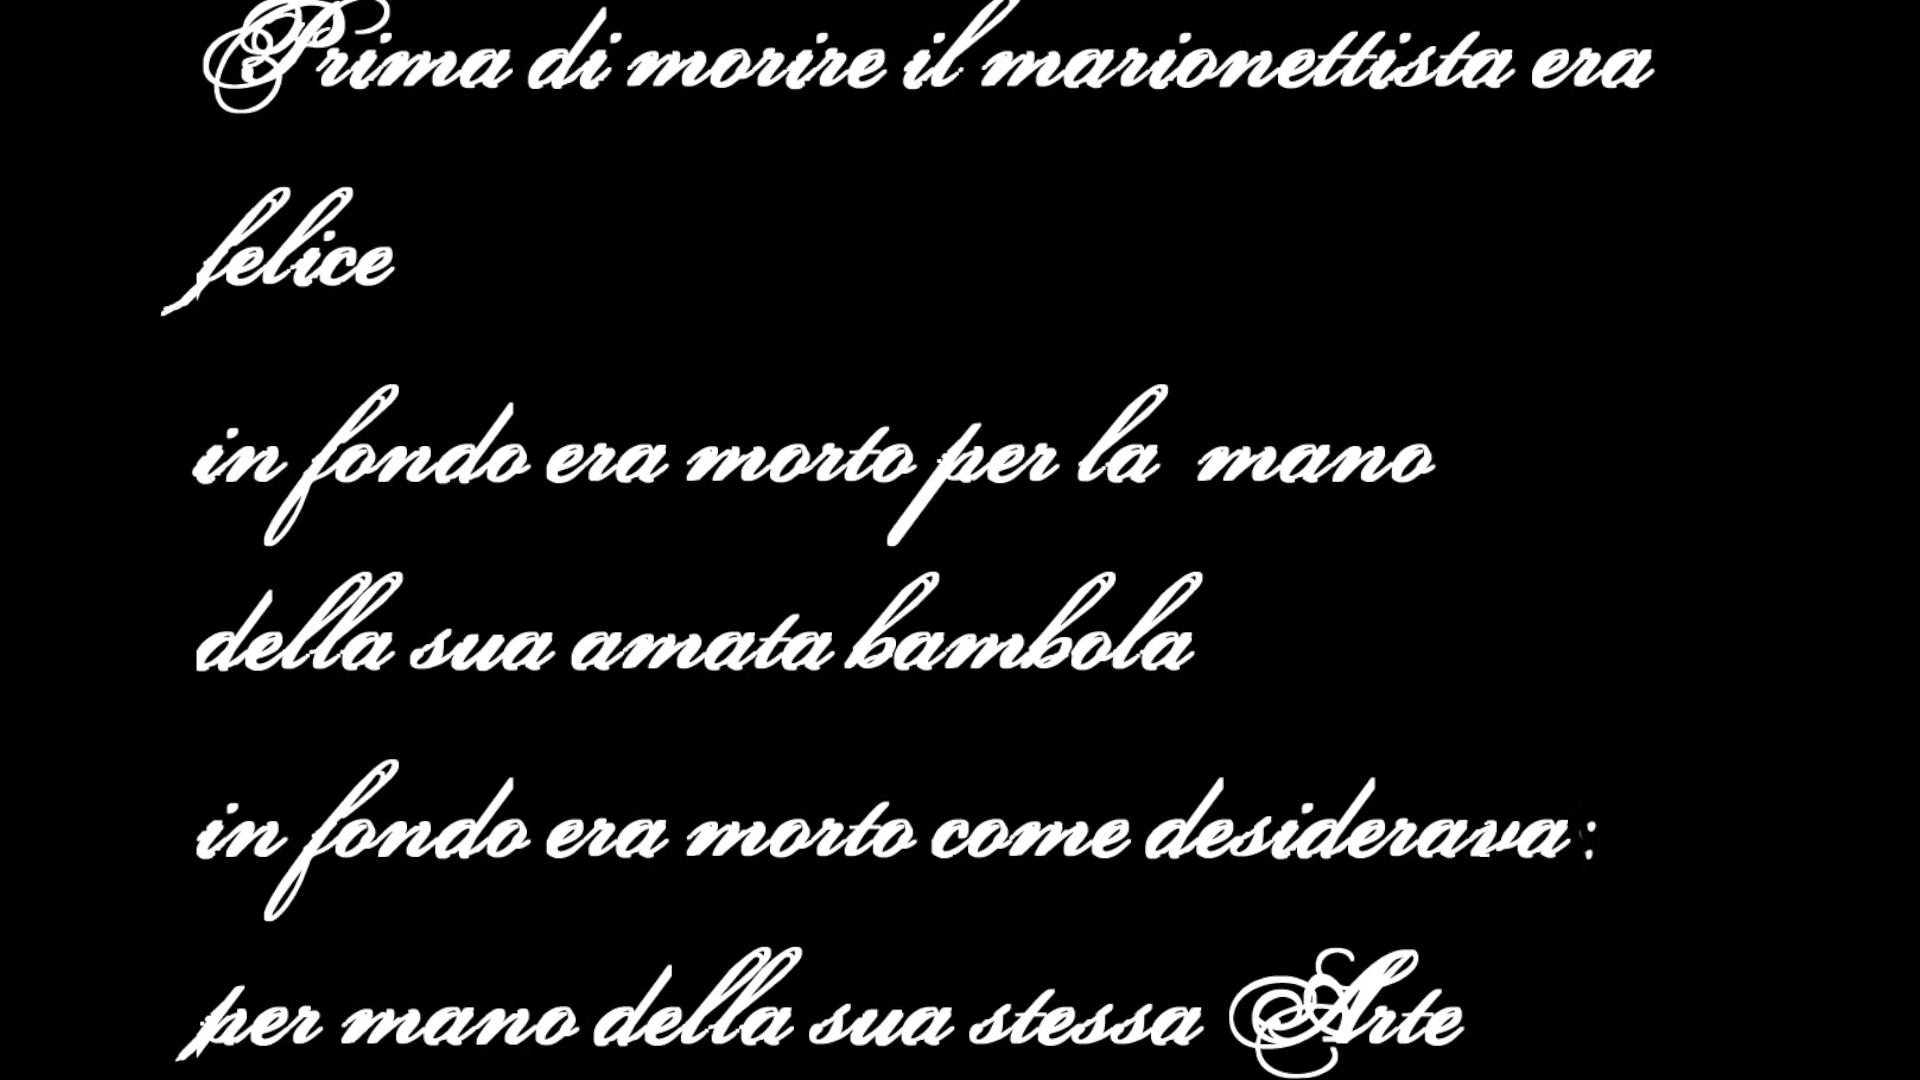 Prima di morire il marionettista era
felice
in fondo era morto per la mano
della sua amata bambola
in fondo era morto come desiderava:
per mano della sua stessa Arte